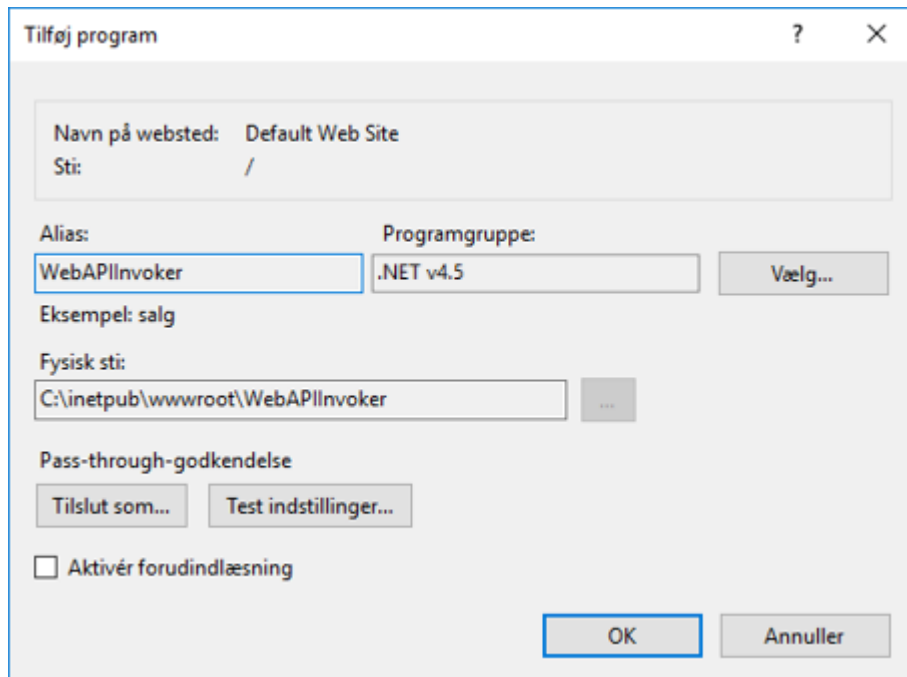 Tilføj program ?
Navn på websted: Default Web Site
Sti: /
Alias: Programgruppe:
WebAPIInvoker .NET v4.5 Vælg...
Eksempel: salg
Fysisk sti:
C:\inetpub\wwwroot\WebAPIInvoker ...
Pass-through-godkendelse
Tilslut som... Test indstillinger...
Aktivér forudindlæsning
OK Annuller